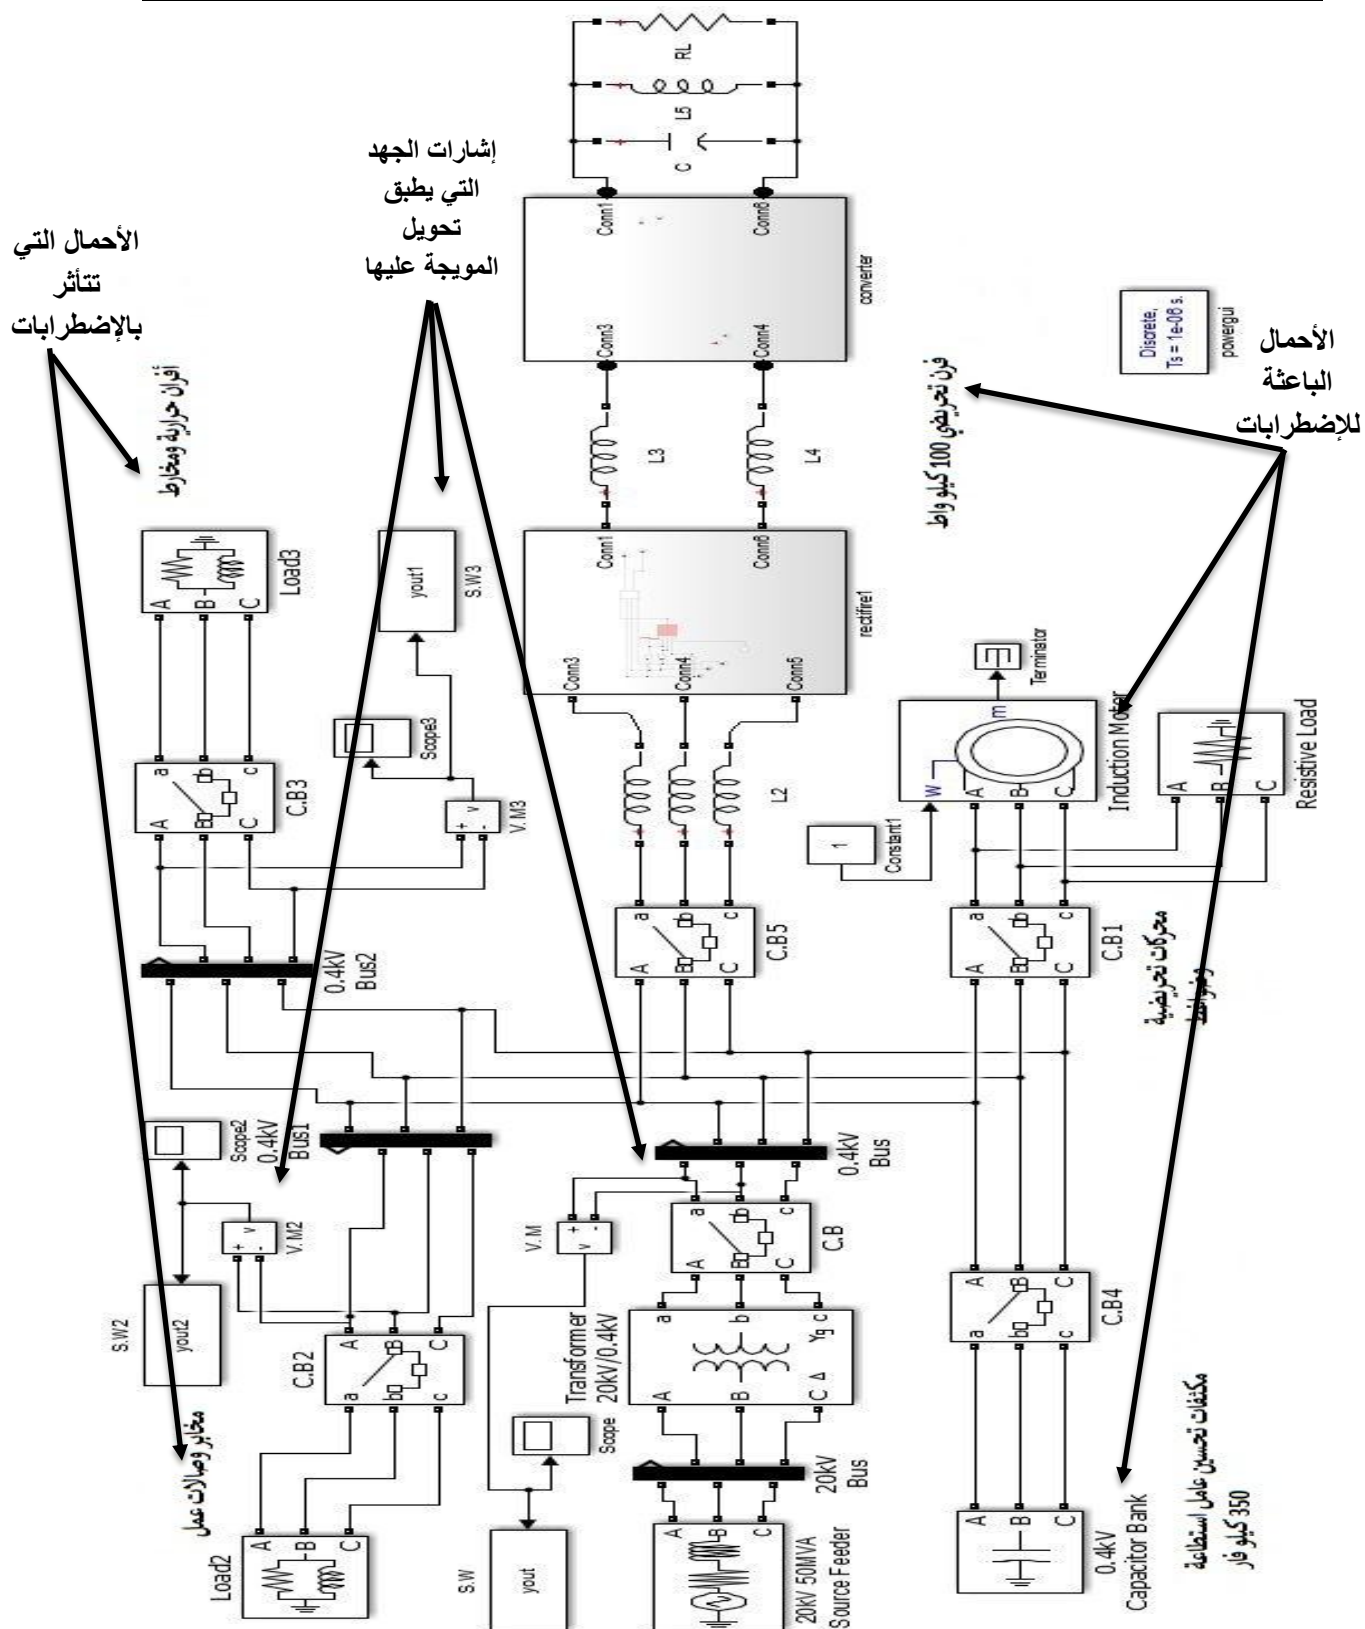 RL
L5
C
إشارات الجهد
التي يطبق
تحويل
المويجة عليها
الأحمال التي
تتأثر
بالإضطرابات
Conn1
Conn6
converter
Conn3
Conn4
Discrete,
Ts = 1e-06 s.
powergui
الأحمال
الباعثة
للإضطرابات
أفران حرارية ومخارط
فرن تحريضي 100 كيلو واط
L3
L4
A
B
C
Load3
yout1
S.W3
Conn1
Conn6
rectifire1
Conn3
Conn4
Conn5
Terminator
Scope3
m
w
A
B
C
Induction Motor
A
B
C
Resistive Load
a
b
c
A
B
C
C.B3
+
-
v
V.M3
L2
1
Constant1
a
b
c
A
B
C
C.B5
a
b
c
A
B
C
C.B1
محركات تحريضية
0.4kV
Bus2
Scope2
0.4kV
Bus1
0.4kV
Bus
+
-
v
V.M2
V.M
+
-
v
a
b
c
A
B
C
C.B
A
B
C
a
b
c
C.B4
S.W2
yout2
C.B2
A
B
C
a
b
c
Transformer
20kV/0.4kV
a
b
c
Yg
A
B
C
Δ
مخابر وصالات عمل
Scope
20kV
Bus
Load2
A
B
C
S.W
yout
A
B
C
20kV 50MVA
Source Feeder
A
B
C
0.4kV
Capacitor Bank
مكثفات تحسين عامل استطاعة
350 كيلو فار